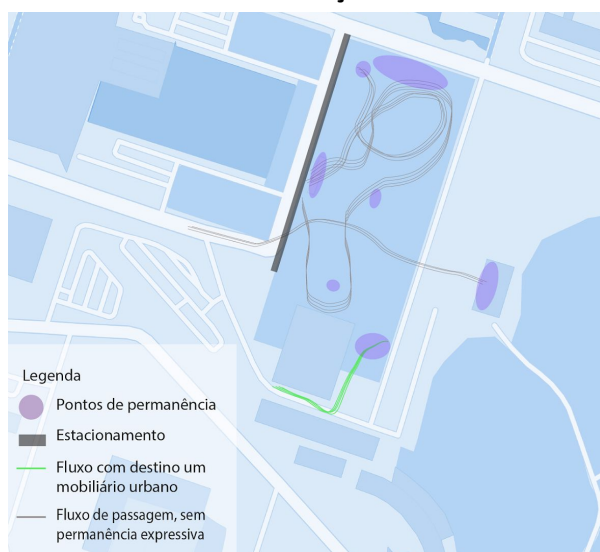 Legenda
Pontos de permanência
Estacionamento
Fluxo com destino um
mobiliário urbano
Fluxo de passagem, sem
permanência expressiva